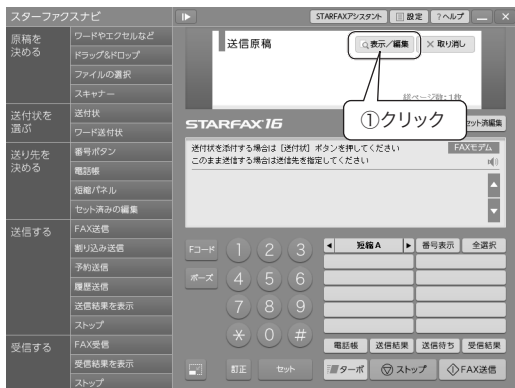 スターファクスナビ
STARFAXアシスタント
設定
?ヘルプ
原稿を
決める
ワードやエクセルなど
ドラッグ&ドロップ
ファイルの選択
スキャナー
送付状を
選ぶ
送付状
ワード送付状
送り先を
決める
番号ボタン
電話帳
短縮パネル
セット済みの編集
送信する
FAX送信
割り込み送信
予約送信
履歴送信
送信結果を表示
ストップ
受信する
FAX受信
受信結果を表示
ストップ
送信原稿
表示/編集
× 取り消し
総ページ数:1枚
①クリック
STARFAX16
セット済編集
送付状を添付する場合は [送付状] ボタンを押してください
このまま送信する場合は送信先を指定してください
FAXモデム
Fコード
1 2 3
ポーズ
4 5 6
7 8 9
* 0 #
訂正
セット
短縮 A
番号表示
全選択
電話帳
送信結果
送信待ち
受信結果
ターボ
ストップ
FAX送信